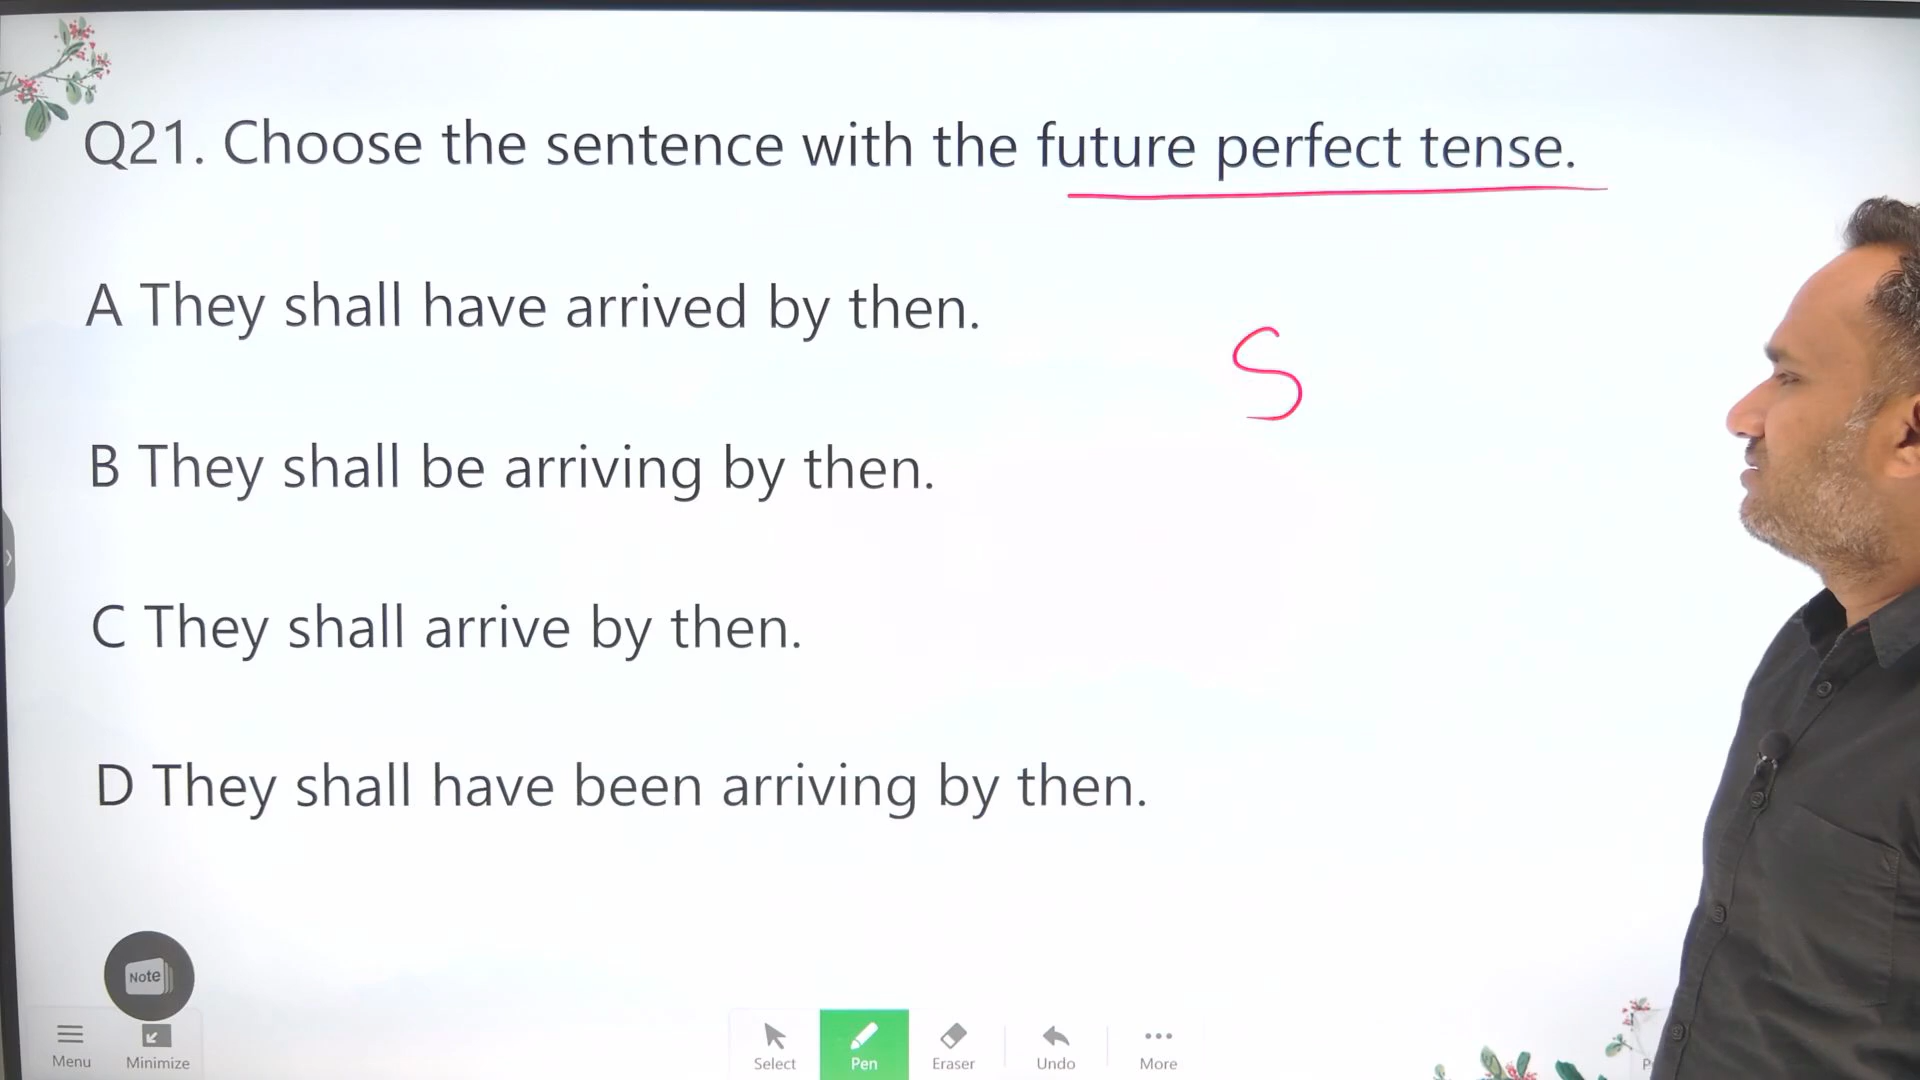 Q21. Choose the sentence with the future perfect tense.
A They shall have arrived by then.
S
B They shall be arriving by then.
C They shall arrive by then.
D They shall have been arriving by then.
Note
Menu
Minimize
Select
Pen
Eraser
Undo
More